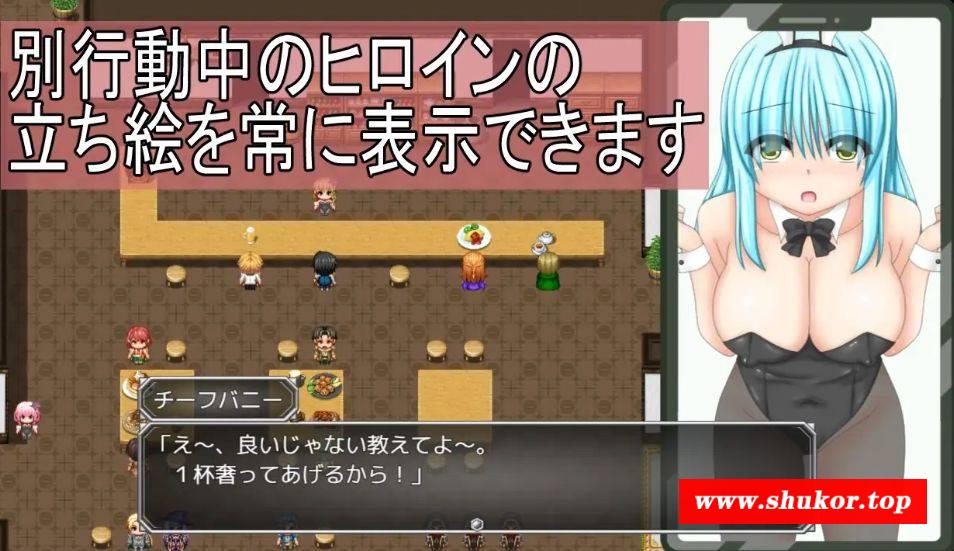 別行動中のヒロインの
立ち絵を常に表示できます
チーフバニー
「え～、良いじゃない教えてよ～。
１杯奢ってあげるから！」
www.shukor.top